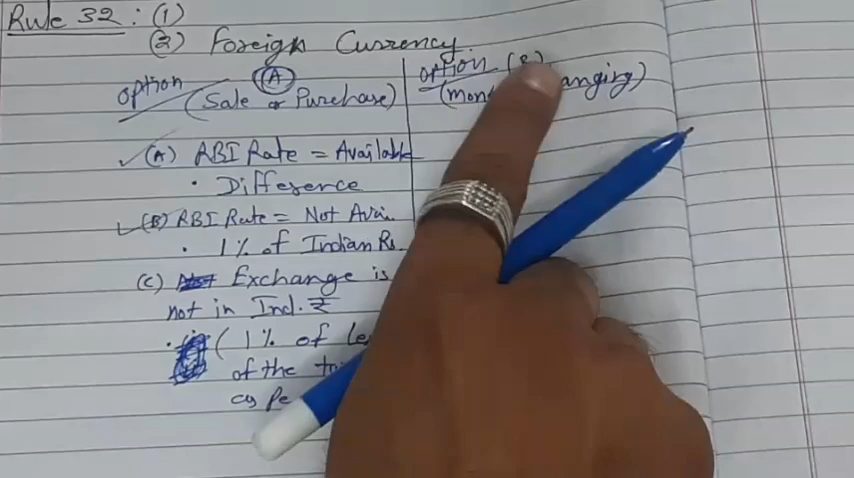 Rule 32 : (1)
(2) Foreign Currency.
option (A)
(Sale or Purchase)
(A) RBI Rate = Available
• Difference
(B) RBI Rate = Not Avai.
• 1% of Indian Rs.
(C) Exchange is
not in Ind. ₹
• ( 1% of
of the
as
option